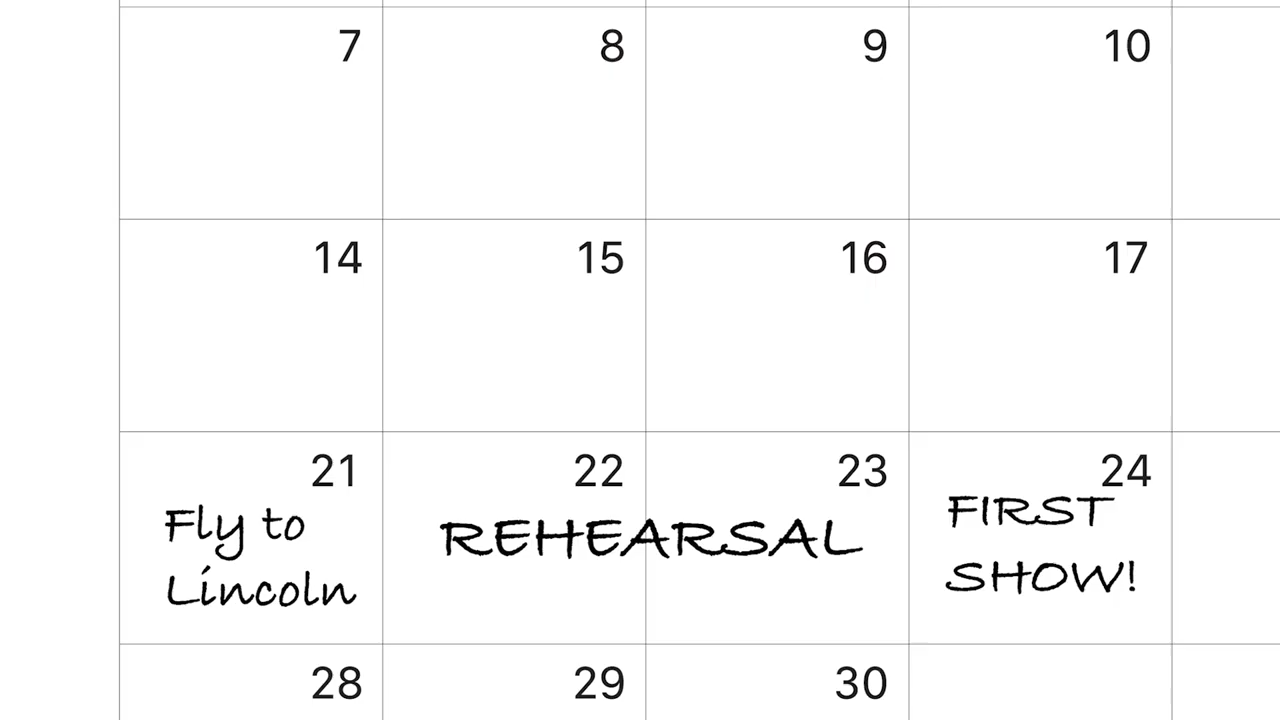 7 8 9 10
14 15 16 17
21 22 23 24
Fly to
Lincoln
REHEARSAL
FIRST
SHOW!
28 29 30